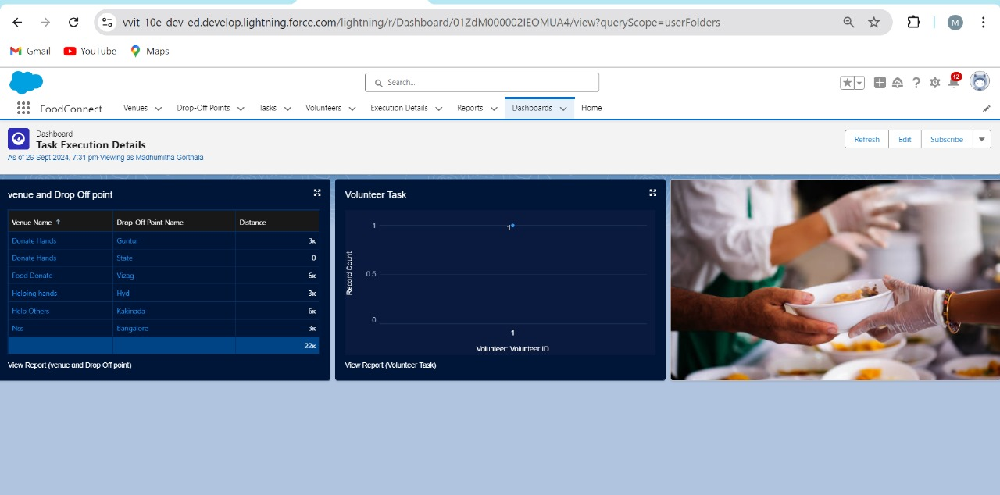 vvit-10e-dev-ed.develop.lightning.force.com/lightning/r/Dashboard/01ZdM000002IEOMUA4/view?queryScope=userFolders
M
Gmail YouTube Maps
Search...
12
FoodConnect Venues Drop-Off Points Tasks Volunteers Execution Details Reports Dashboards Home
Dashboard
Task Execution Details
As of 26-Sept-2024, 7:31 pm·Viewing as Madhumitha Gorthala
Refresh Edit Subscribe
venue and Drop Off point
Venue Name ↑ Drop-Off Point Name Distance
Donate Hands Guntur 3K
Donate Hands State 0
Food Donate Vizag 6K
Helping hands Hyd 3K
Help Others Kakinada 6K
Nss Bangalore 3K
22K
View Report (venue and Drop Off point)
Volunteer Task
Record Count
1
0.5
0
1
1
Volunteer: Volunteer ID
View Report (Volunteer Task)